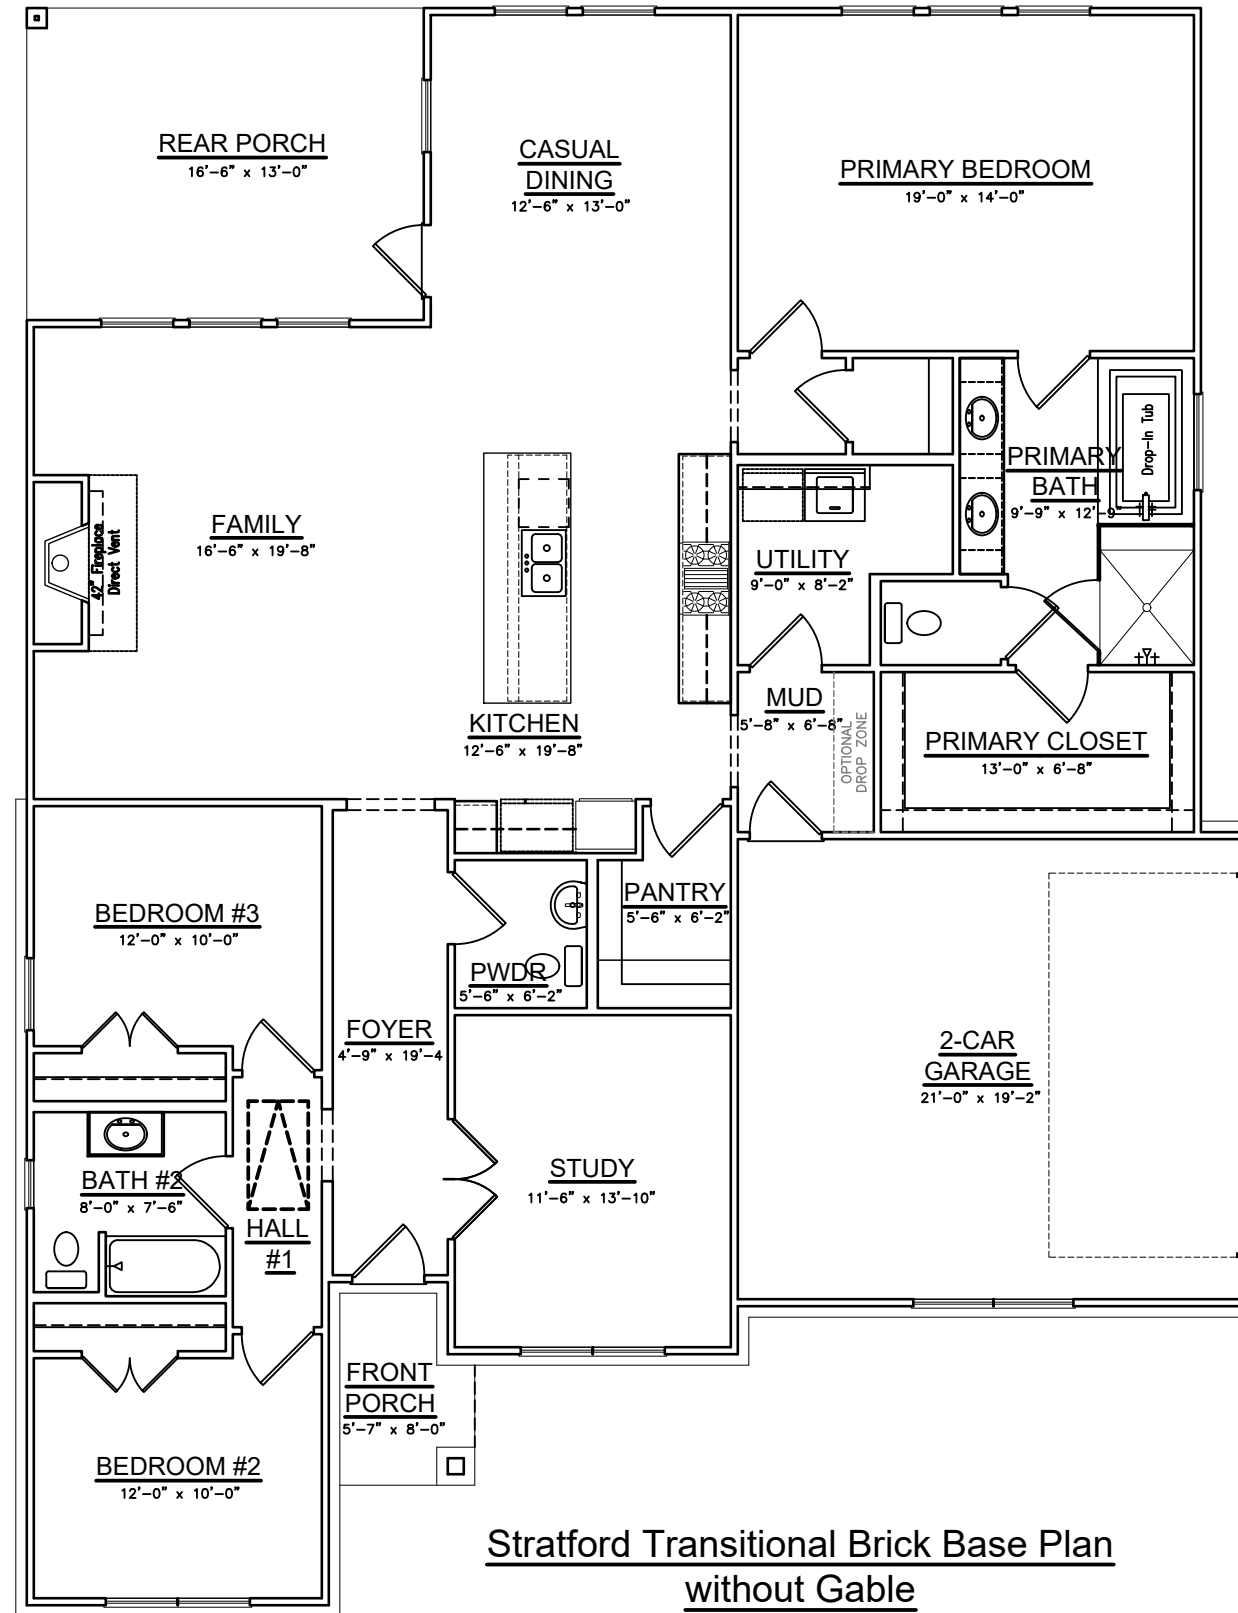 REAR PORCH
16'-6" x 13'-0"
CASUAL
DINING
12'-6" x 13'-0"
PRIMARY BEDROOM
19'-0" x 14'-0"
FAMILY
16'-6" x 19'-8"
42" Fireplace
Direct Vent
KITCHEN
12'-6" x 19'-8"
UTILITY
9'-0" x 8'-2"
PRIMARY
BATH
9'-9" x 12'-9"
Drop-In Tub
MUD
5'-8" x 6'-8"
OPTIONAL
DROP ZONE
PRIMARY CLOSET
13'-0" x 6'-8"
BEDROOM #3
12'-0" x 10'-0"
PANTRY
5'-6" x 6'-2"
PWDR
5'-6" x 6'-2"
FOYER
4'-9" x 19'-4
2-CAR
GARAGE
21'-0" x 19'-2"
BATH #2
8'-0" x 7'-6"
HALL
#1
STUDY
11'-6" x 13'-10"
FRONT
PORCH
5'-7" x 8'-0"
BEDROOM #2
12'-0" x 10'-0"
Stratford Transitional Brick Base Plan
without Gable